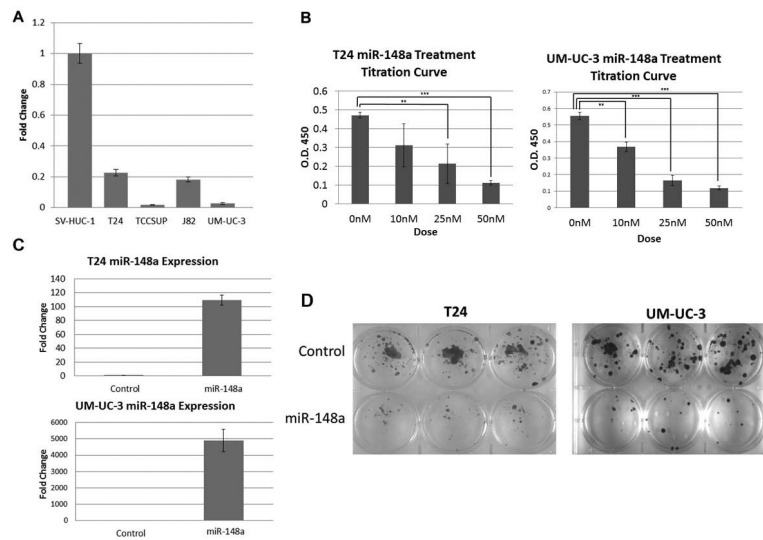 A
1.2
1
0.8
0.6
0.4
0.2
0
Fold Change
SV-HUC-1 T24 TCCSUP J82 UM-UC-3
B
T24 miR-148a Treatment
Titration Curve
0.6
0.5
0.4
0.3
0.2
0.1
0
O.D. 450
***
**
0nM 10nM 25nM 50nM
Dose
UM-UC-3 miR-148a Treatment
Titration Curve
0.6
0.5
0.4
0.3
0.2
0.1
0
O.D. 450
***
***
**
0nM 10nM 25nM 50nM
Dose
C
T24 miR-148a Expression
140
120
100
80
60
40
20
0
Fold Change
Control miR-148a
UM-UC-3 miR-148a Expression
6000
5000
4000
3000
2000
1000
0
Fold Change
Control miR-148a
D
T24 UM-UC-3
Control
miR-148a